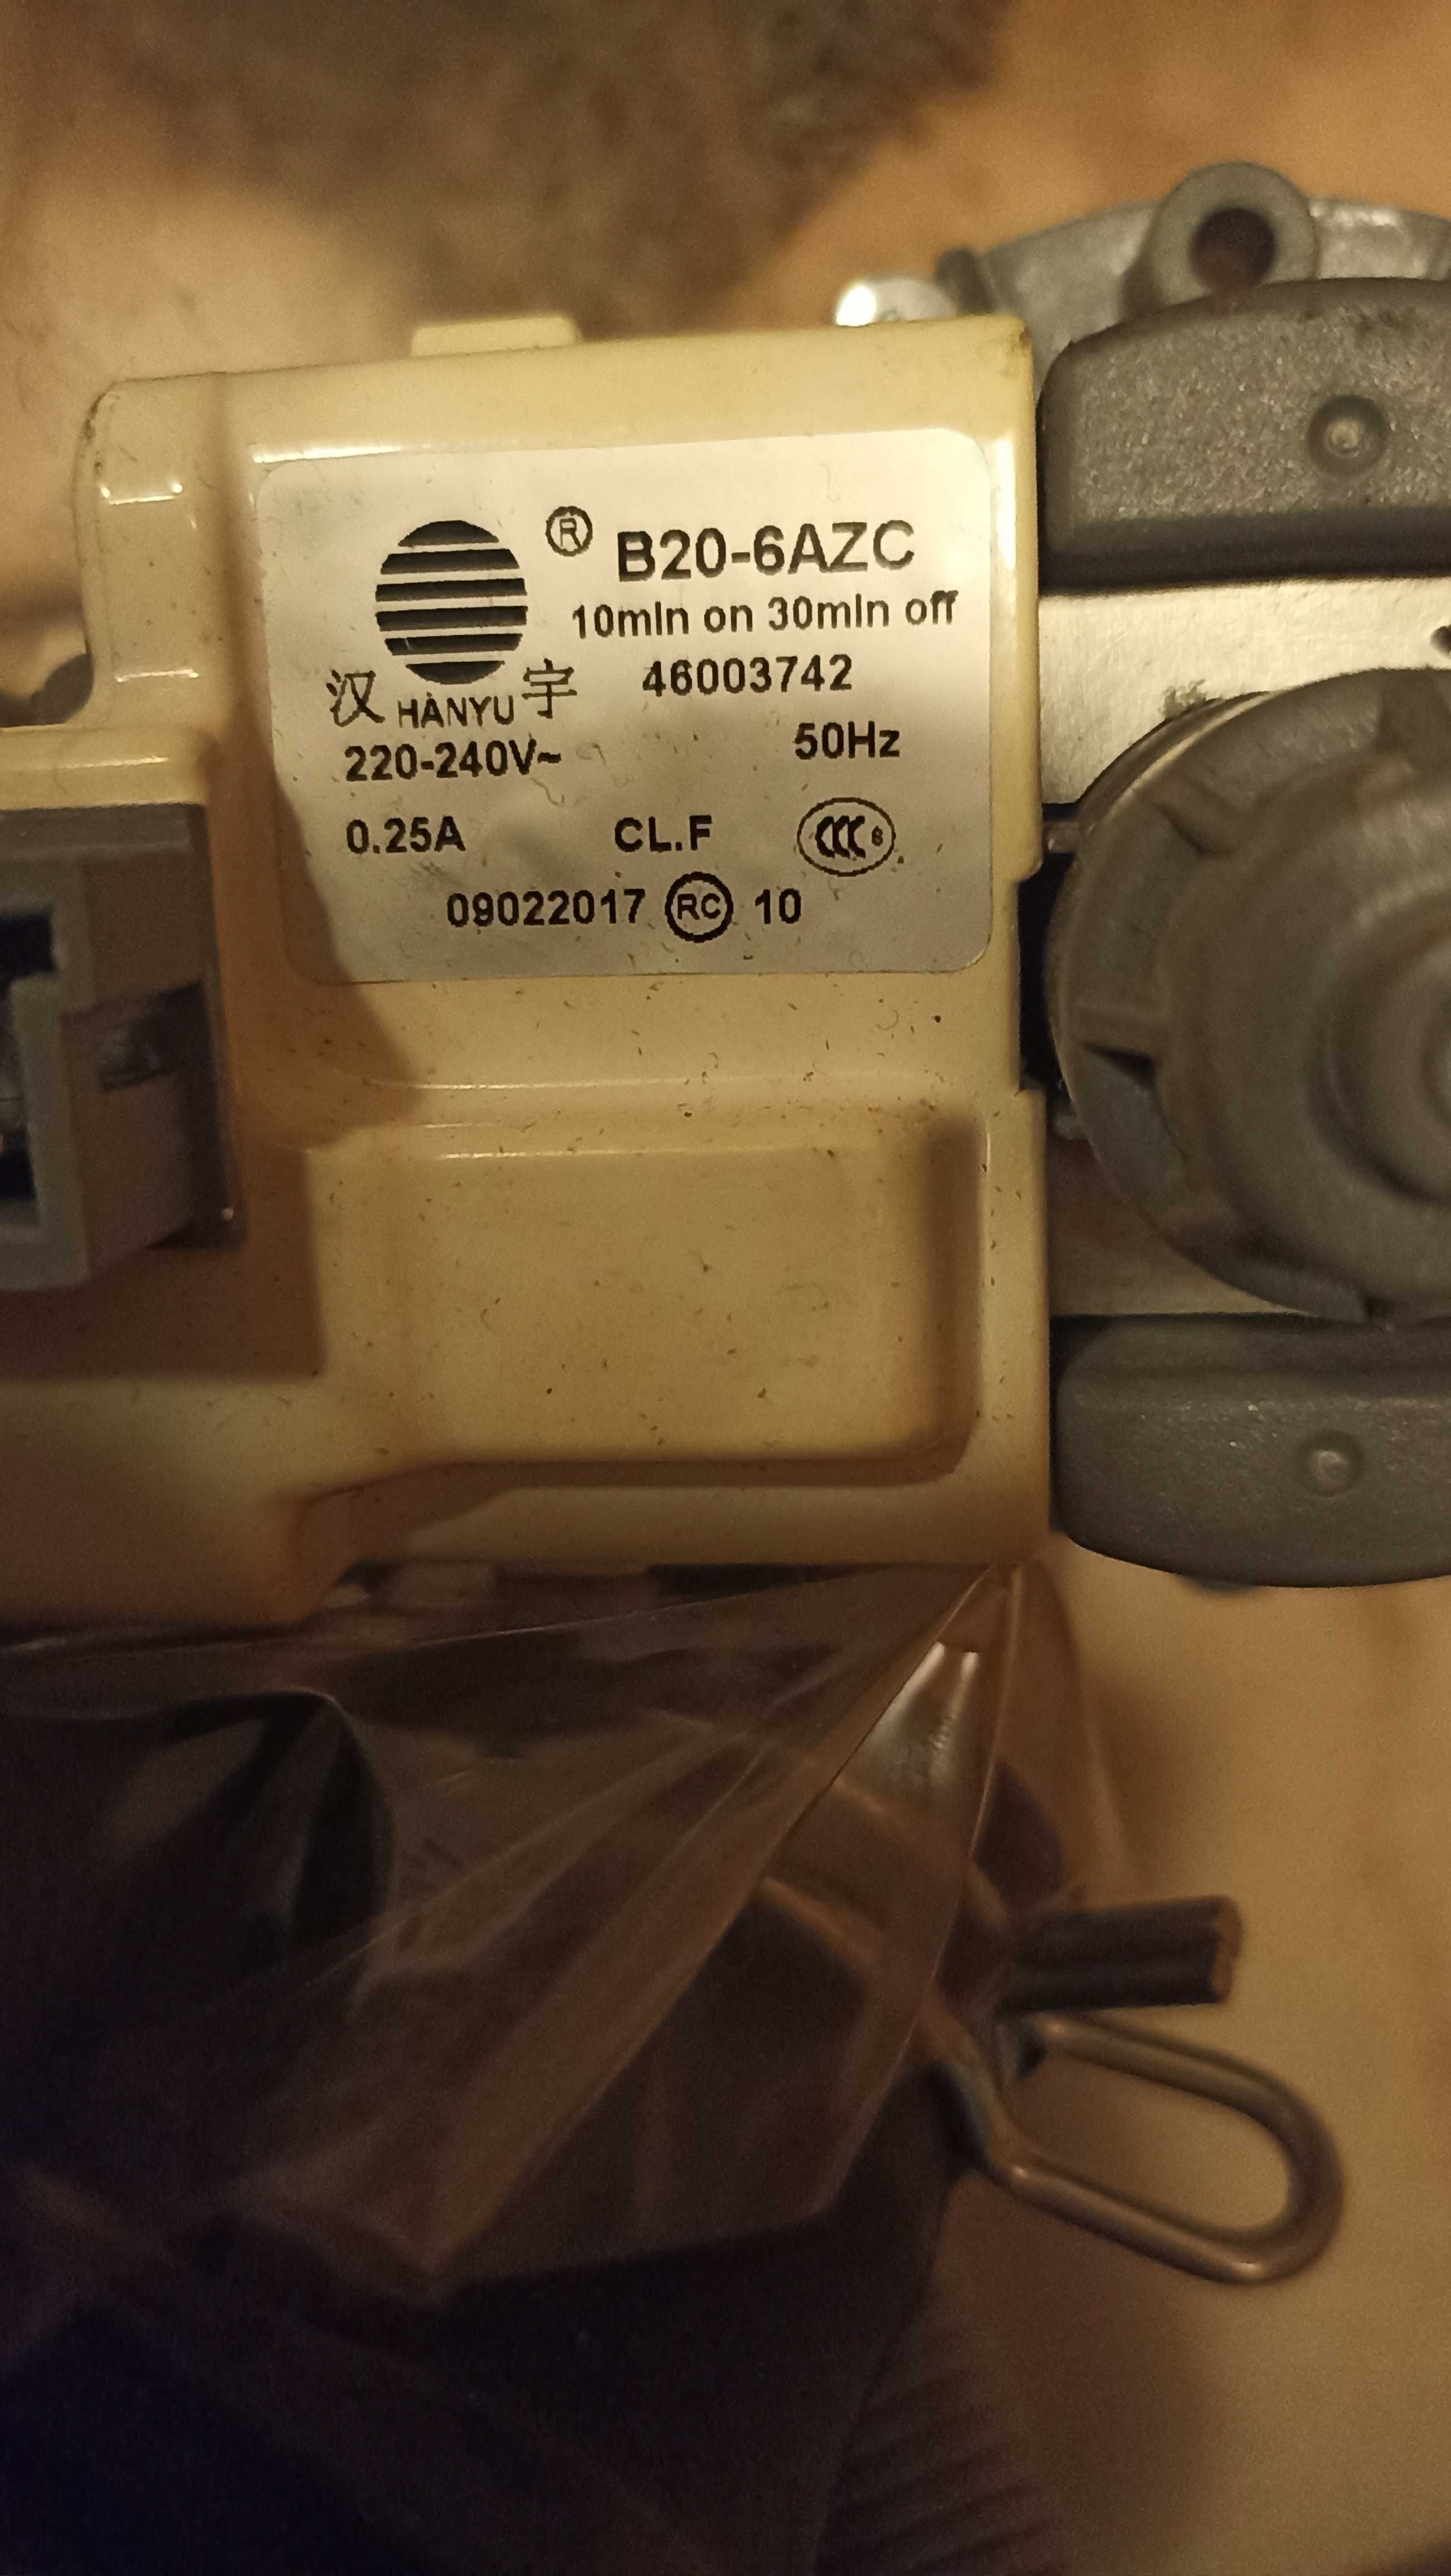 ® B20-6AZC
10min on 30min off
汉 HANYU 宇 46003742
220-240V~ 50Hz
0.25A CL.F CCC S
09022017 RC 10